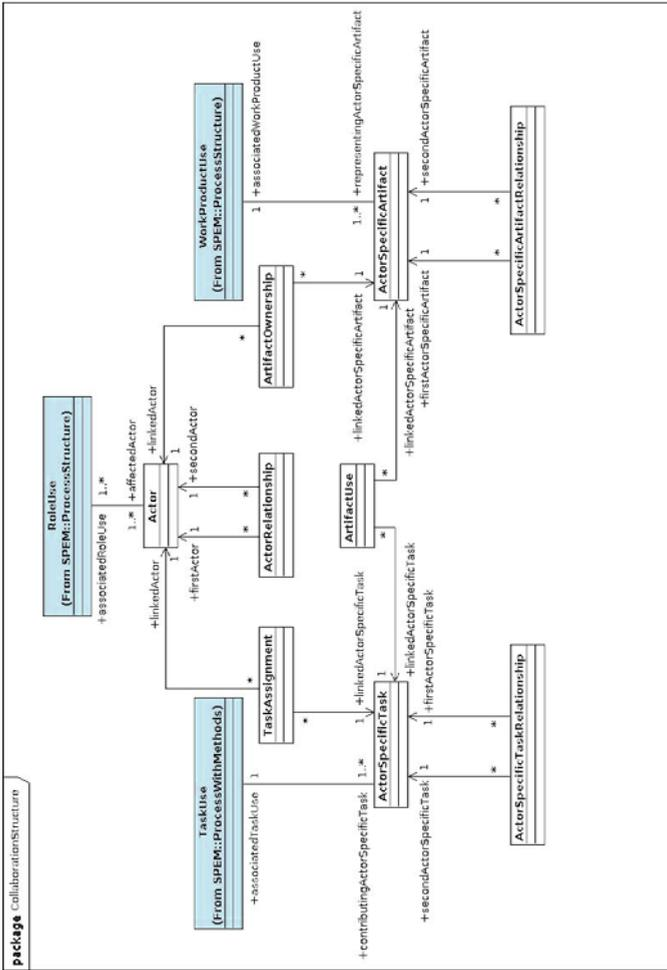 package CollaborationStructure
RoleUse
(From SPEM::ProcessStructure)
+associatedRoleUse
1..*
1..*
+affectedActor
Actor
+linkedActor
1
+linkedActor
1
+firstActor
1
1
+secondActor
*
*
ActorRelationship
TaskUse
(From SPEM::ProcessWithMethods)
+associatedTaskUse
1
*
TaskAssignment
*
*
ArtifactOwnership
*
WorkProductUse
(From SPEM::ProcessStructure)
1
+associatedWorkProductUse
+contributingActorSpecificTask
1..*
1
+linkedActorSpecificTask
ActorSpecificTask
1
+linkedActorSpecificTask
ArtifactUse
*
*
+linkedActorSpecificArtifact
1
1..*
+representingActorSpecificArtifact
ActorSpecificArtifact
1
+linkedActorSpecificArtifact
+secondActorSpecificTask
1
1
+firstActorSpecificTask
*
*
ActorSpecificTaskRelationship
+firstActorSpecificArtifact
1
1
+secondActorSpecificArtifact
*
*
ActorSpecificArtifactRelationship